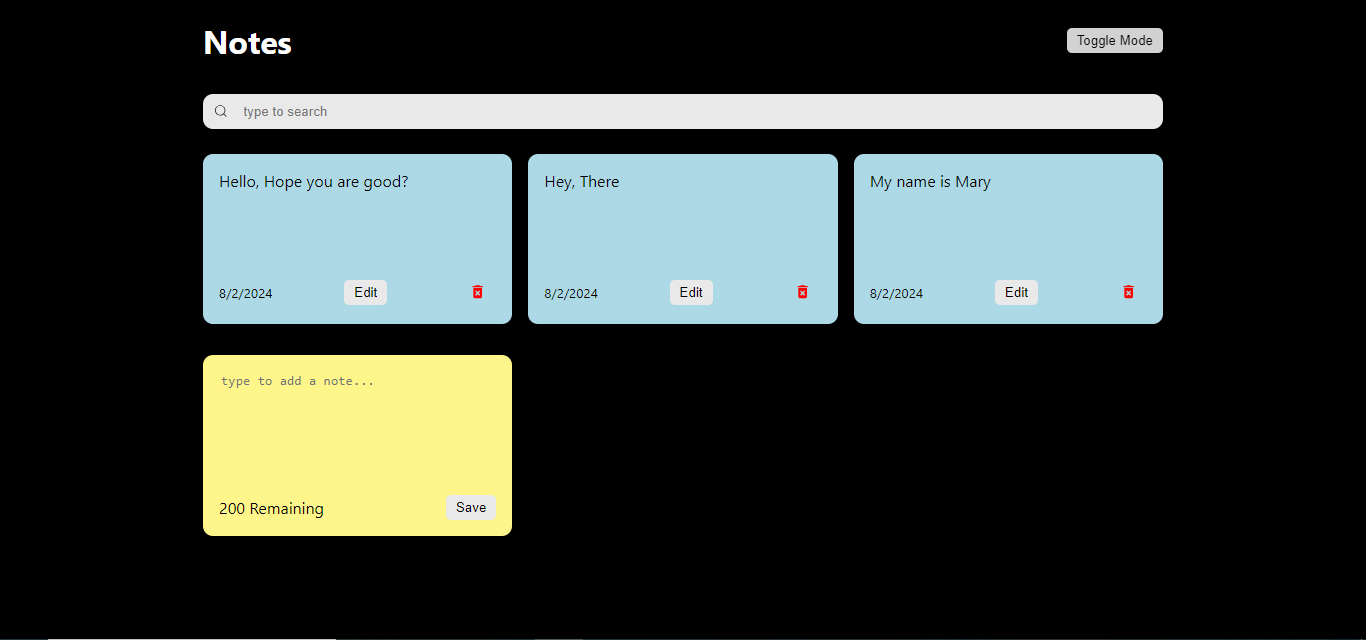 Notes
Toggle Mode
type to search
Hello, Hope you are good?
Hey, There
My name is Mary
8/2/2024
Edit
8/2/2024
Edit
8/2/2024
Edit
type to add a note...
200 Remaining
Save